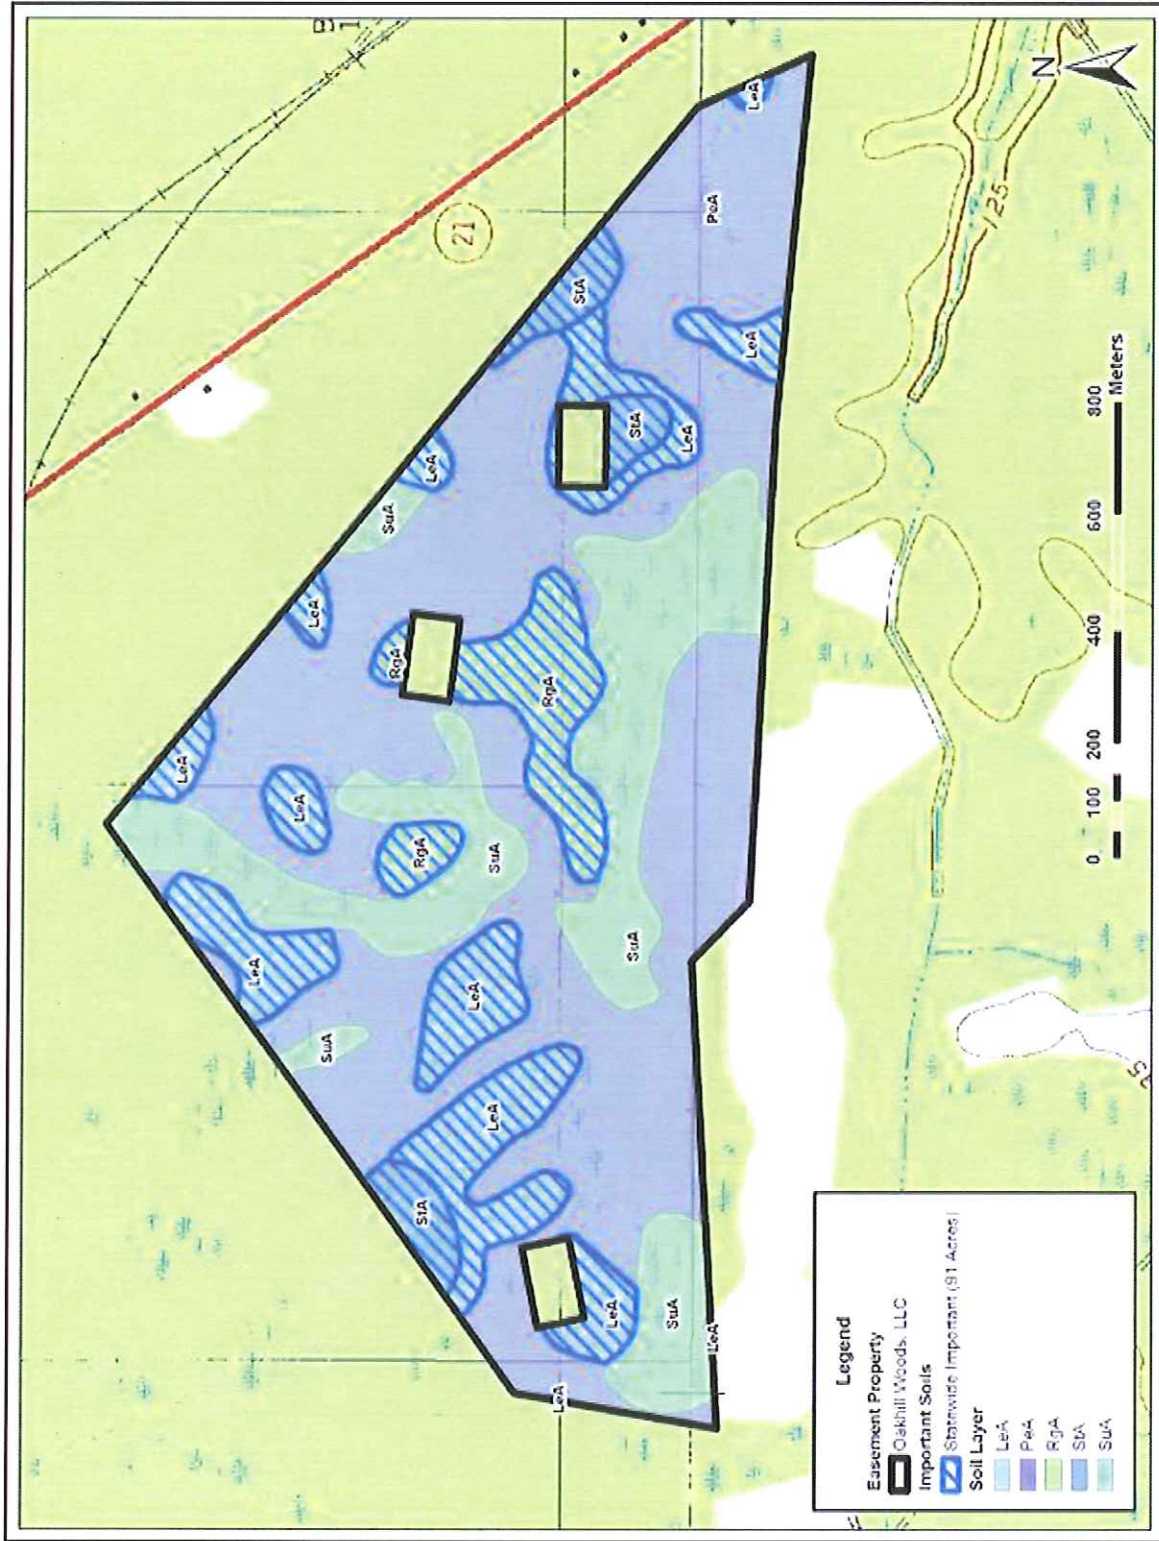 B
1
21
N
125
LeA
PeA
StA
LeA
StA
LeA
LeA
SuA
LeA
RgA
RgA
LeA
LeA
RgA
SuA
SuA
LeA
LeA
SuA
LeA
StA
LeA
SuA
LeA
LeA
0 100 200 400 600 800
Meters
Legend
Easement Property
Oakhill Woods, LLC
Important Soils
Statewide Important (91 Acres)
Soil Layer
LeA
PeA
RgA
StA
SuA